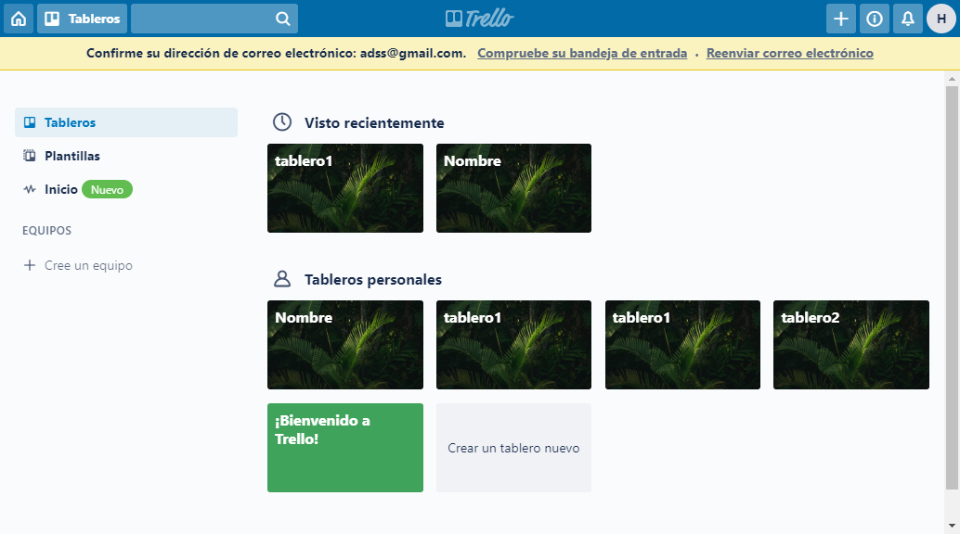 Tableros
Trello
H
Confirme su dirección de correo electrónico: adss@gmail.com. Compruebe su bandeja de entrada · Reenviar correo electrónico
Tableros
Plantillas
Inicio Nuevo
EQUIPOS
Cree un equipo
Visto recientemente
tablero1
Nombre
Tableros personales
Nombre
tablero1
tablero1
tablero2
¡Bienvenido a
Trello!
Crear un tablero nuevo